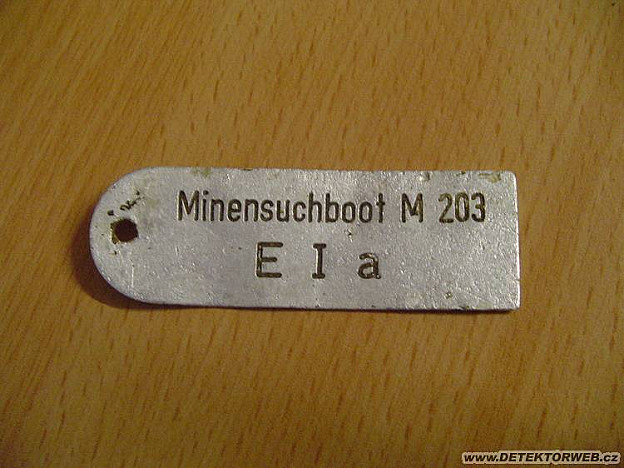 Minensuchboot M 203
E I a
www.DETEKTORWEB.cz